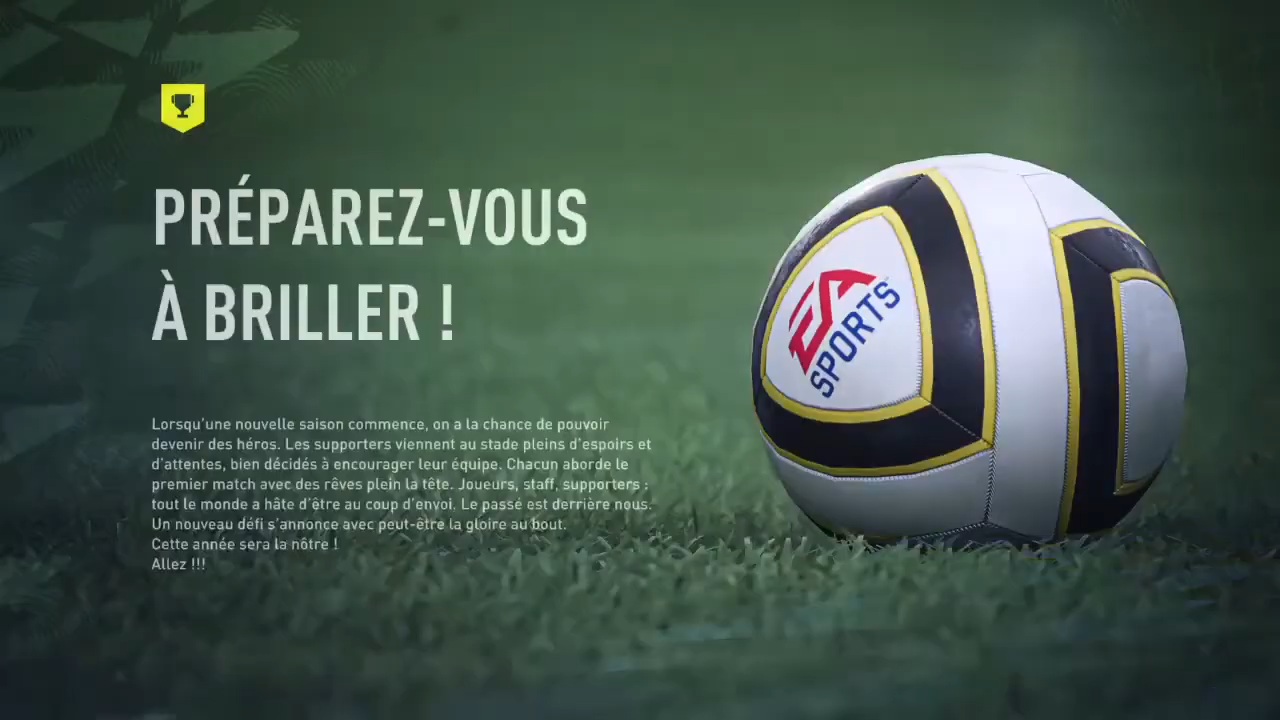 PRÉPAREZ-VOUS
À BRILLER !
Lorsqu'une nouvelle saison commence, on a la chance de pouvoir
devenir des héros. Les supporters viennent au stade pleins d'espoirs et
d'attentes, bien décidés à encourager leur équipe. Chacun aborde le
premier match avec des rêves plein la tête. Joueurs, staff, supporters :
tout le monde a hâte d'être au coup d'envoi. Le passé est derrière nous.
Un nouveau défi s'annonce avec peut-être la gloire au bout.
Cette année sera la nôtre !
Allez !!!
EA
SPORTS